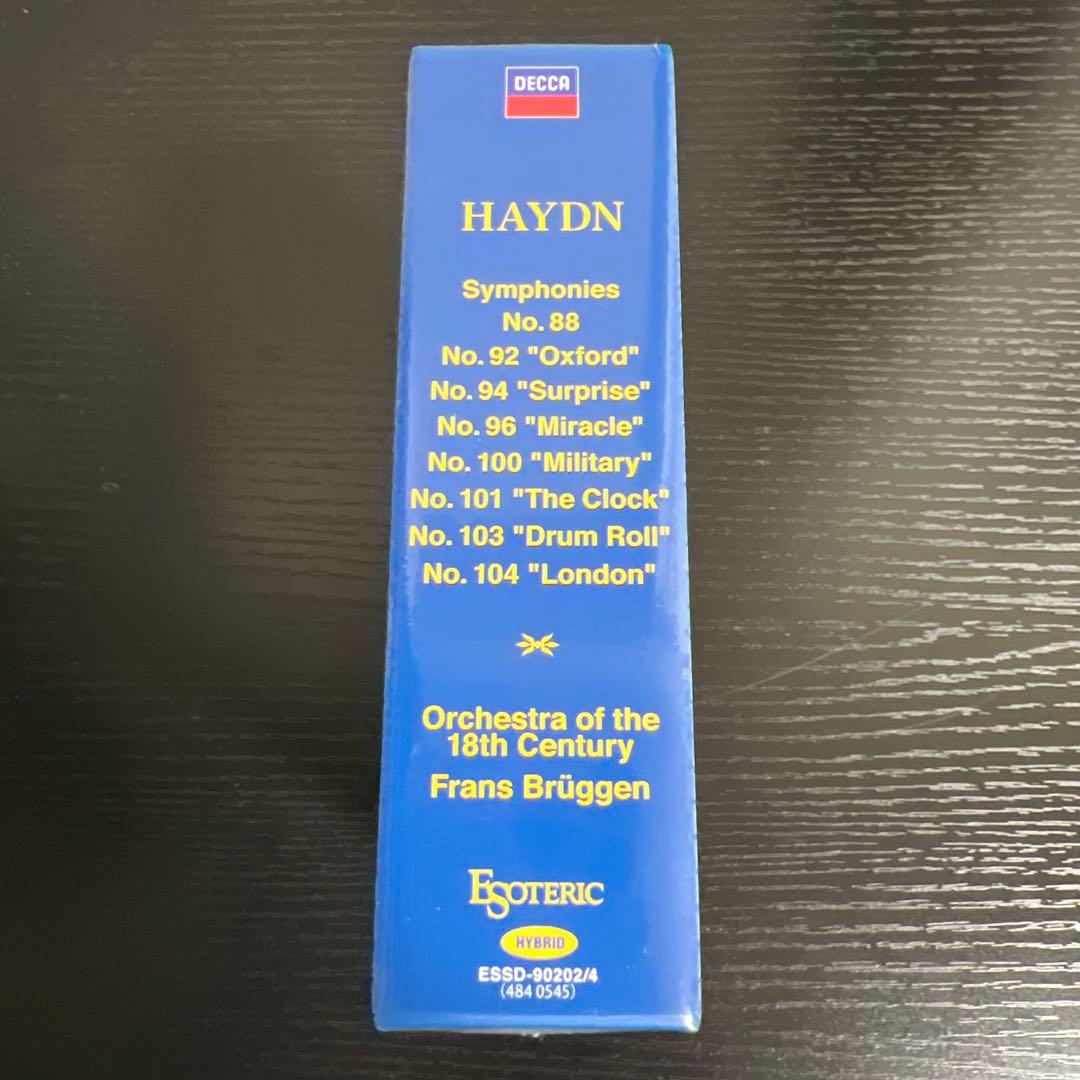 DECCA
HAYDN
Symphonies
No. 88
No. 92 "Oxford"
No. 94 "Surprise"
No. 96 "Miracle"
No. 100 "Military"
No. 101 "The Clock"
No. 103 "Drum Roll"
No. 104 "London"
Orchestra of the
18th Century
Frans Brüggen
ESOTERIC
HYBRID
ESSD-90202/4
(484 0545)